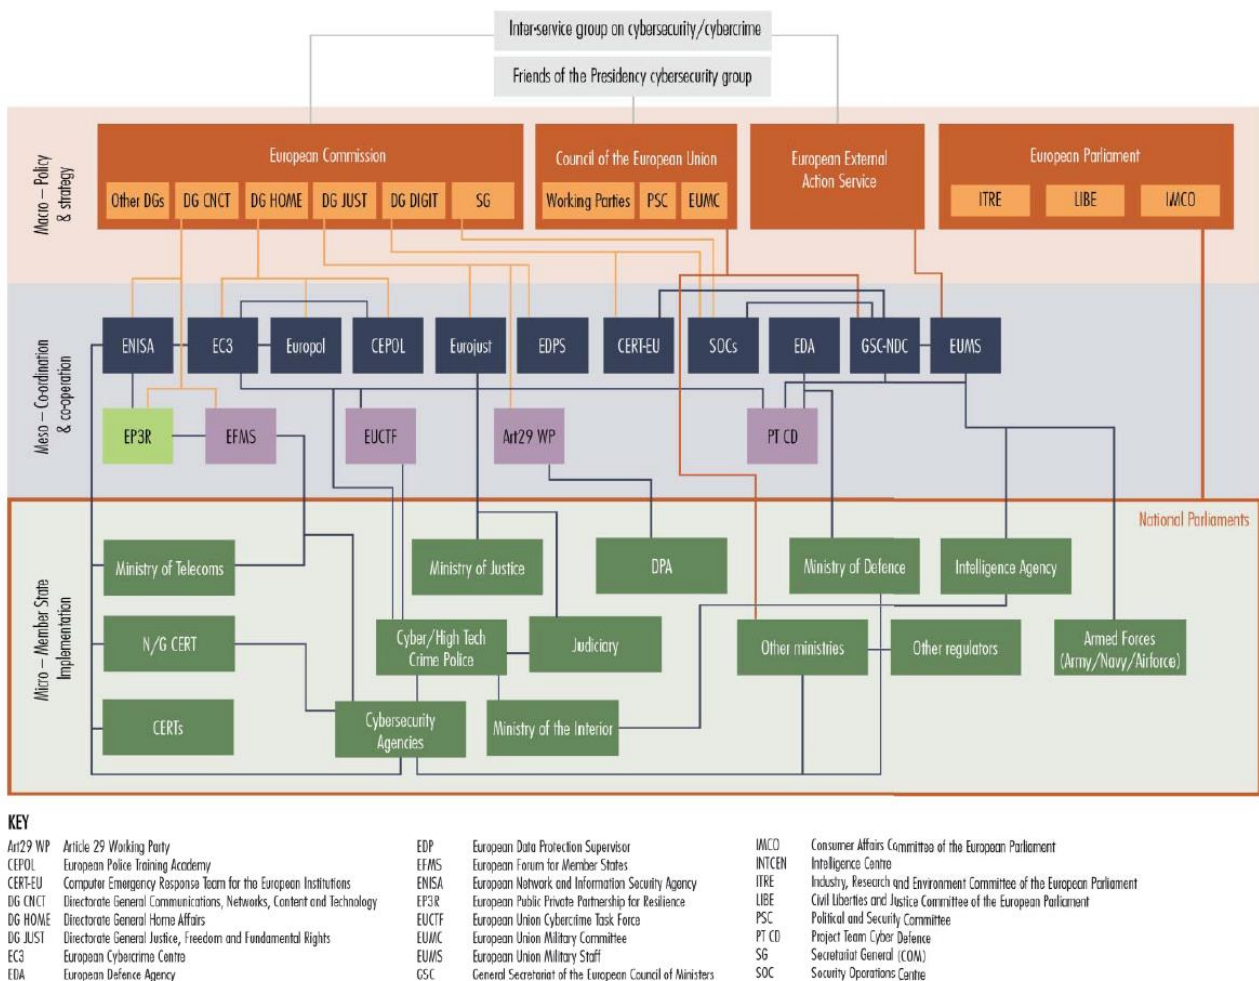 Inter-service group on cybersecurity/cybercrime
Friends of the Presidency cybersecurity group
Macro – Policy
& strategy
European Commission
Other DGs
DG CNCT
DG HOME
DG JUST
DG DIGIT
SG
Council of the European Union
Working Parties
PSC
EUMC
European External
Action Service
European Parliament
ITRE
LIBE
IMCO
Meso – Co-ordination
& co-operation
ENISA
EC3
Europol
CEPOL
Eurojust
EDPS
CERT-EU
SOCs
EDA
GSC-NDC
EUMS
EP3R
EFMS
EUCTF
Art29 WP
PT CD
Micro – Member State
Implementation
National Parliaments
Ministry of Telecoms
Ministry of Justice
DPA
Ministry of Defence
Intelligence Agency
N/G CERT
Cyber/High Tech
Crime Police
Judiciary
Other ministries
Other regulators
Armed Forces
(Army/Navy/Airforce)
CERTs
Cybersecurity
Agencies
Ministry of the Interior
KEY
Art29 WP Article 29 Working Party
CEPOL European Police Training Academy
CERT-EU Computer Emergency Response Team for the European Institutions
DG CNCT Directorate General Communications, Networks, Content and Technology
DG HOME Directorate General Home Affairs
DG JUST Directorate General Justice, Freedom and Fundamental Rights
EC3 European Cybercrime Centre
EDA European Defence Agency
EDP European Data Protection Supervisor
EFMS European Forum for Member States
ENISA European Network and Information Security Agency
EP3R European Public Private Partnership for Resilience
EUCTF European Union Cybercrime Task Force
EUMC European Union Military Committee
EUMS European Union Military Staff
GSC General Secretariat of the European Council of Ministers
IMCO Consumer Affairs Committee of the European Parliament
INTCEN Intelligence Centre
ITRE Industry, Research and Environment Committee of the European Parliament
LIBE Civil Liberties and Justice Committee of the European Parliament
PSC Political and Security Committee
PT CD Project Team Cyber Defence
SG Secretariat General (COM)
SOC Security Operations Centre